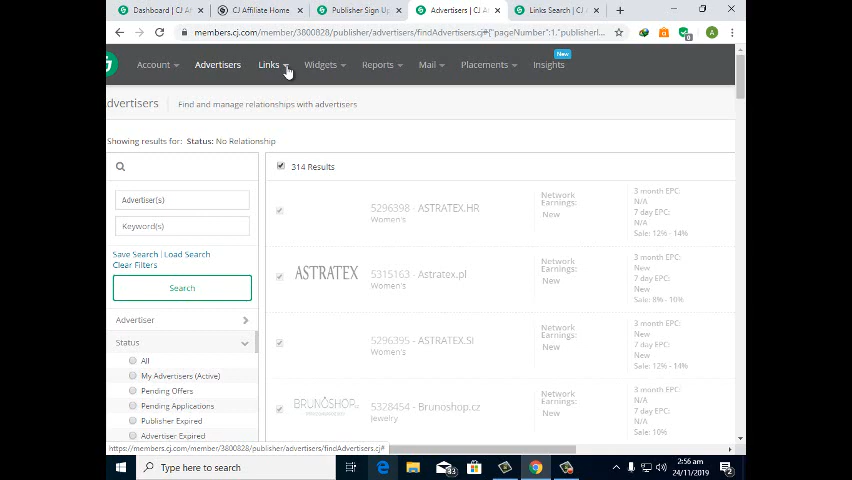 Dashboard | CJ Af
CJ Affiliate Home
Publisher Sign Up
Advertisers | CJ Af
Links Search | CJ A
members.cj.com/member/3800828/publisher/advertisers/findAdvertisers.cj#{"pageNumber":1,"publisherI
A
New
Account
Advertisers
Links
Widgets
Reports
Mail
Placements
Insights
dvertisers
Find and manage relationships with advertisers
Showing results for: Status: No Relationship
314 Results
Advertiser(s)
Keyword(s)
Save Search | Load Search
Clear Filters
Search
Advertiser
Status
All
My Advertisers (Active)
Pending Offers
Pending Applications
Publisher Expired
Advertiser Expired
5296398 - ASTRATEX.HR
Women's
Network
Earnings:
New
3 month EPC:
N/A
7 day EPC:
N/A
Sale: 12% - 14%
ASTRATEX
5315163 - Astratex.pl
Women's
Network
Earnings:
New
3 month EPC:
New
7 day EPC:
New
Sale: 8% - 10%
5296395 - ASTRATEX.SI
Women's
Network
Earnings:
New
3 month EPC:
New
7 day EPC:
New
Sale: 12% - 14%
BRUNOSHOP
5328454 - Brunoshop.cz
Jewelry
Network
Earnings:
New
3 month EPC:
N/A
7 day EPC:
N/A
Sale: 10%
https://members.cj.com/member/3800828/publisher/advertisers/findAdvertisers.cj#
Type here to search
33
2:56 am
24/11/2019
2